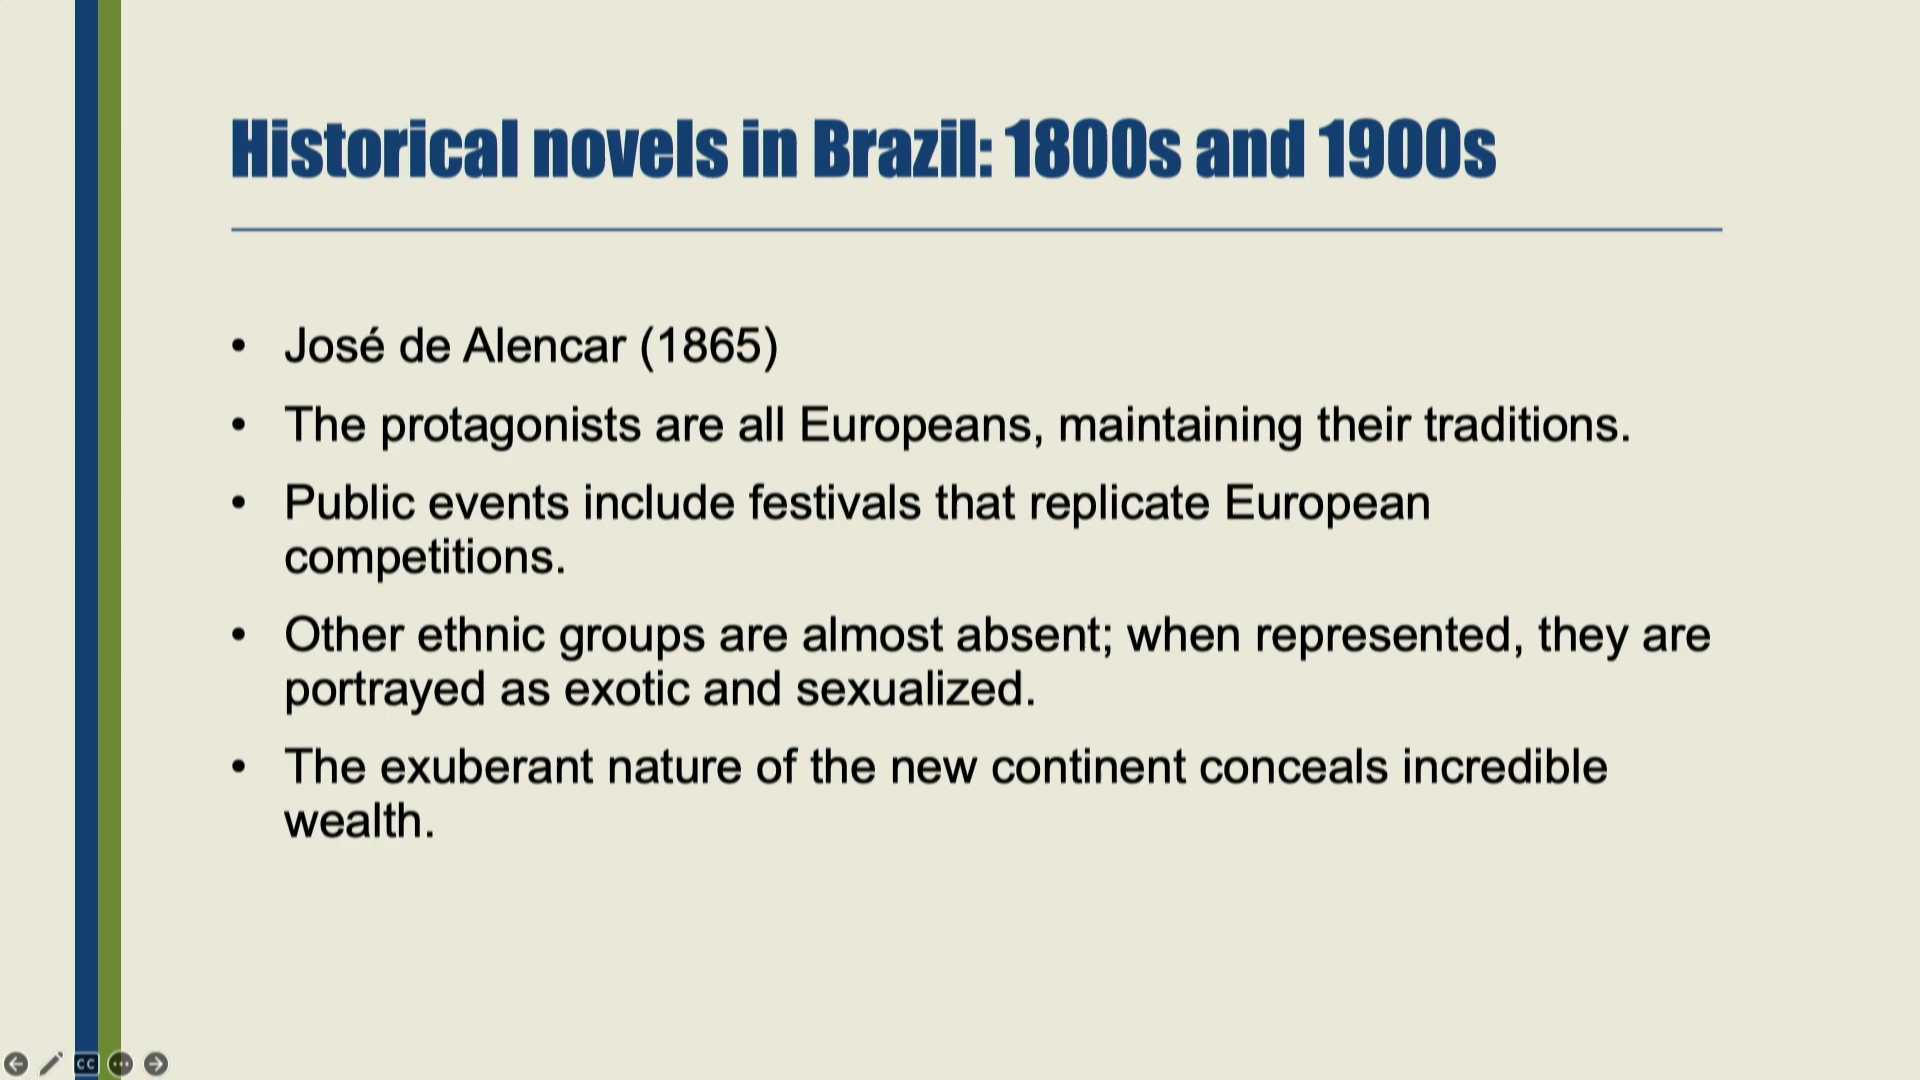 Historical novels in Brazil: 1800s and 1900s
• José de Alencar (1865)
• The protagonists are all Europeans, maintaining their traditions.
• Public events include festivals that replicate European
competitions.
• Other ethnic groups are almost absent; when represented, they are
portrayed as exotic and sexualized.
• The exuberant nature of the new continent conceals incredible
wealth.
CC